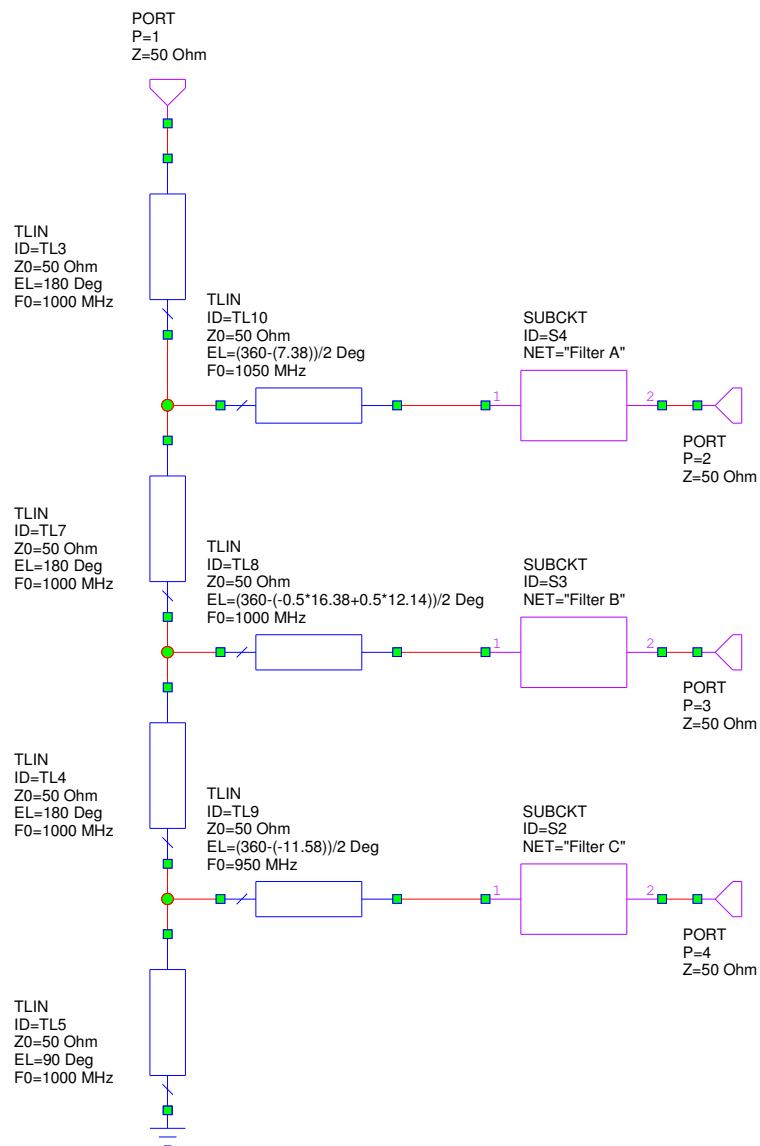 PORT
P=1
Z=50 Ohm
TLIN
ID=TL3
Z0=50 Ohm
EL=180 Deg
F0=1000 MHz
TLIN
ID=TL10
Z0=50 Ohm
EL=(360-(7.38))/2 Deg
F0=1050 MHz
SUBCKT
ID=S4
NET="Filter A"
1
2
PORT
P=2
Z=50 Ohm
TLIN
ID=TL7
Z0=50 Ohm
EL=180 Deg
F0=1000 MHz
TLIN
ID=TL8
Z0=50 Ohm
EL=(360-(-0.5*16.38+0.5*12.14))/2 Deg
F0=1000 MHz
SUBCKT
ID=S3
NET="Filter B"
1
2
PORT
P=3
Z=50 Ohm
TLIN
ID=TL4
Z0=50 Ohm
EL=180 Deg
F0=1000 MHz
TLIN
ID=TL9
Z0=50 Ohm
EL=(360-(-11.58))/2 Deg
F0=950 MHz
SUBCKT
ID=S2
NET="Filter C"
1
2
PORT
P=4
Z=50 Ohm
TLIN
ID=TL5
Z0=50 Ohm
EL=90 Deg
F0=1000 MHz